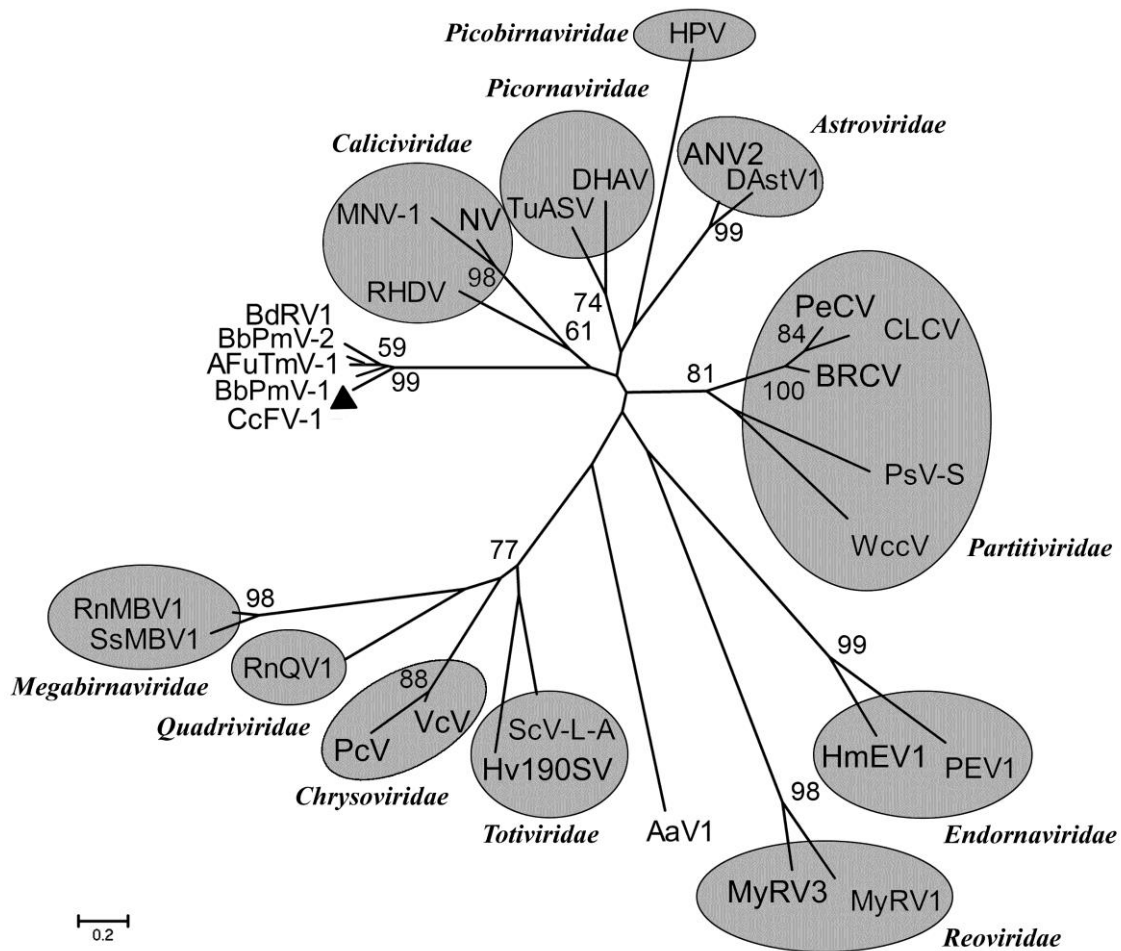 Picobirnaviridae
HPV
Picornaviridae
Astroviridae
Caliciviridae
ANV2
DHAV
DAstV1
TuASV
MNV-1
NV
99
98
RHDV
74
PeCV
BdRV1
61
84
CLCV
BbPmV-2
59
AFuTmV-1
81
BRCV
BbPmV-1
99
100
CcFV-1
PsV-S
77
WccV
Partitiviridae
98
RnMBV1
SsMBV1
99
RnQV1
Megabirnaviridae
88
VcV
Quadriviridae
ScV-L-A
PcV
HmEV1
Hv190SV
PEV1
Chrysoviridae
98
Totiviridae
AaV1
Endornaviridae
MyRV3
MyRV1
0.2
Reoviridae